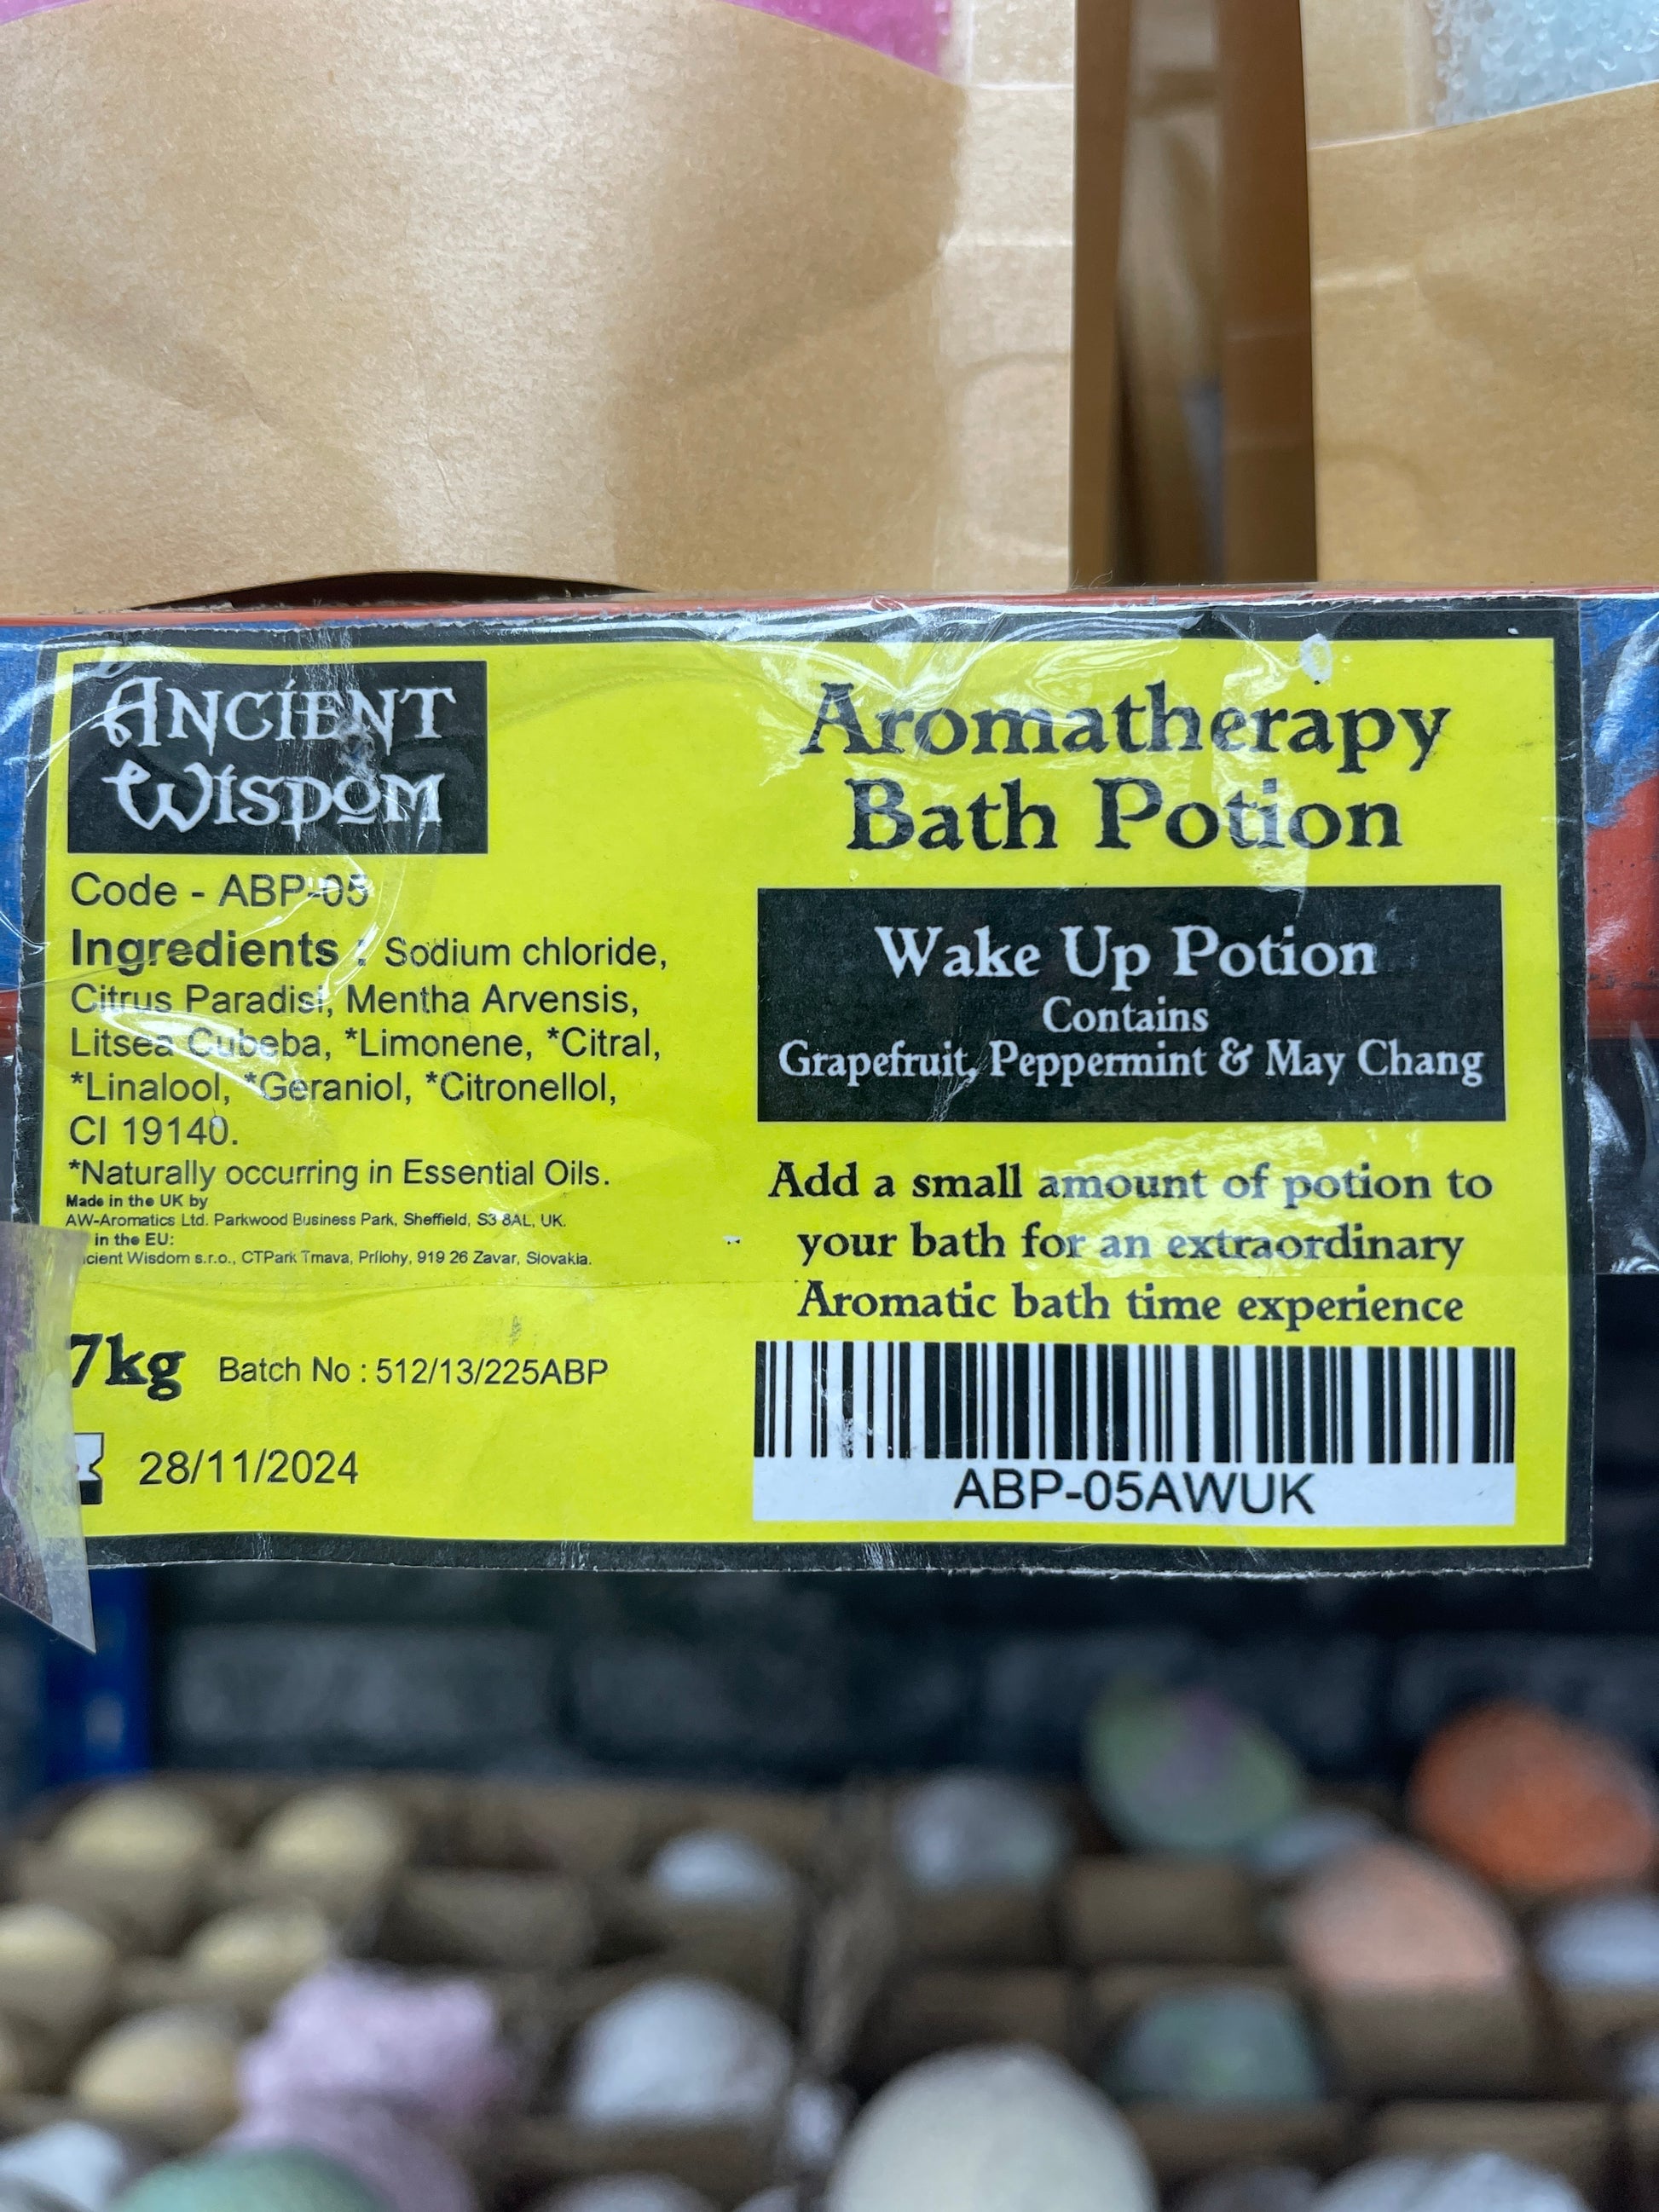 Ancient
Wisdom
Code - ABP-05
Ingredients : Sodium chloride,
Citrus Paradisi, Mentha Arvensis,
Litsea Cubeba, *Limonene, *Citral,
*Linalool, *Geraniol, *Citronellol,
CI 19140.
*Naturally occurring in Essential Oils.
Made in the UK by
AW-Aromatics Ltd. Parkwood Business Park, Sheffield, S3 8AL, UK.
in the EU:
Wisdom s.r.o., CTPark Trnava, Prílohy, 919 26 Zavar, Slovakia.
7kg Batch No : 512/13/225ABP
28/11/2024
Aromatherapy
Bath Potion
Wake Up Potion
Contains
Grapefruit, Peppermint & May Chang
Add a small amount of potion to
your bath for an extraordinary
Aromatic bath time experience
ABP-05AWUK